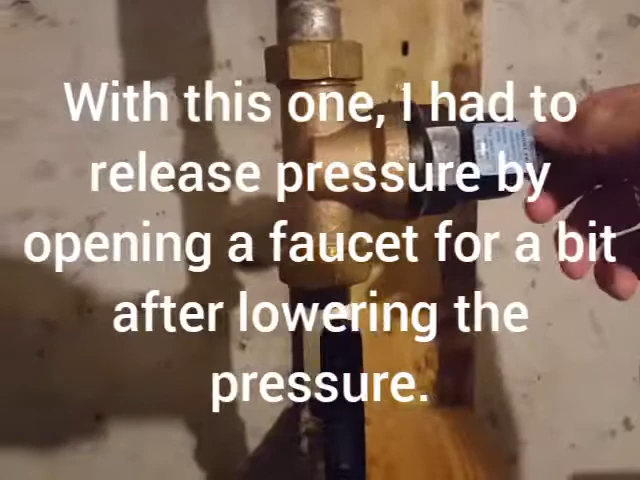 With this one, I had to
release pressure by
opening a faucet for a bit
after lowering the
pressure.